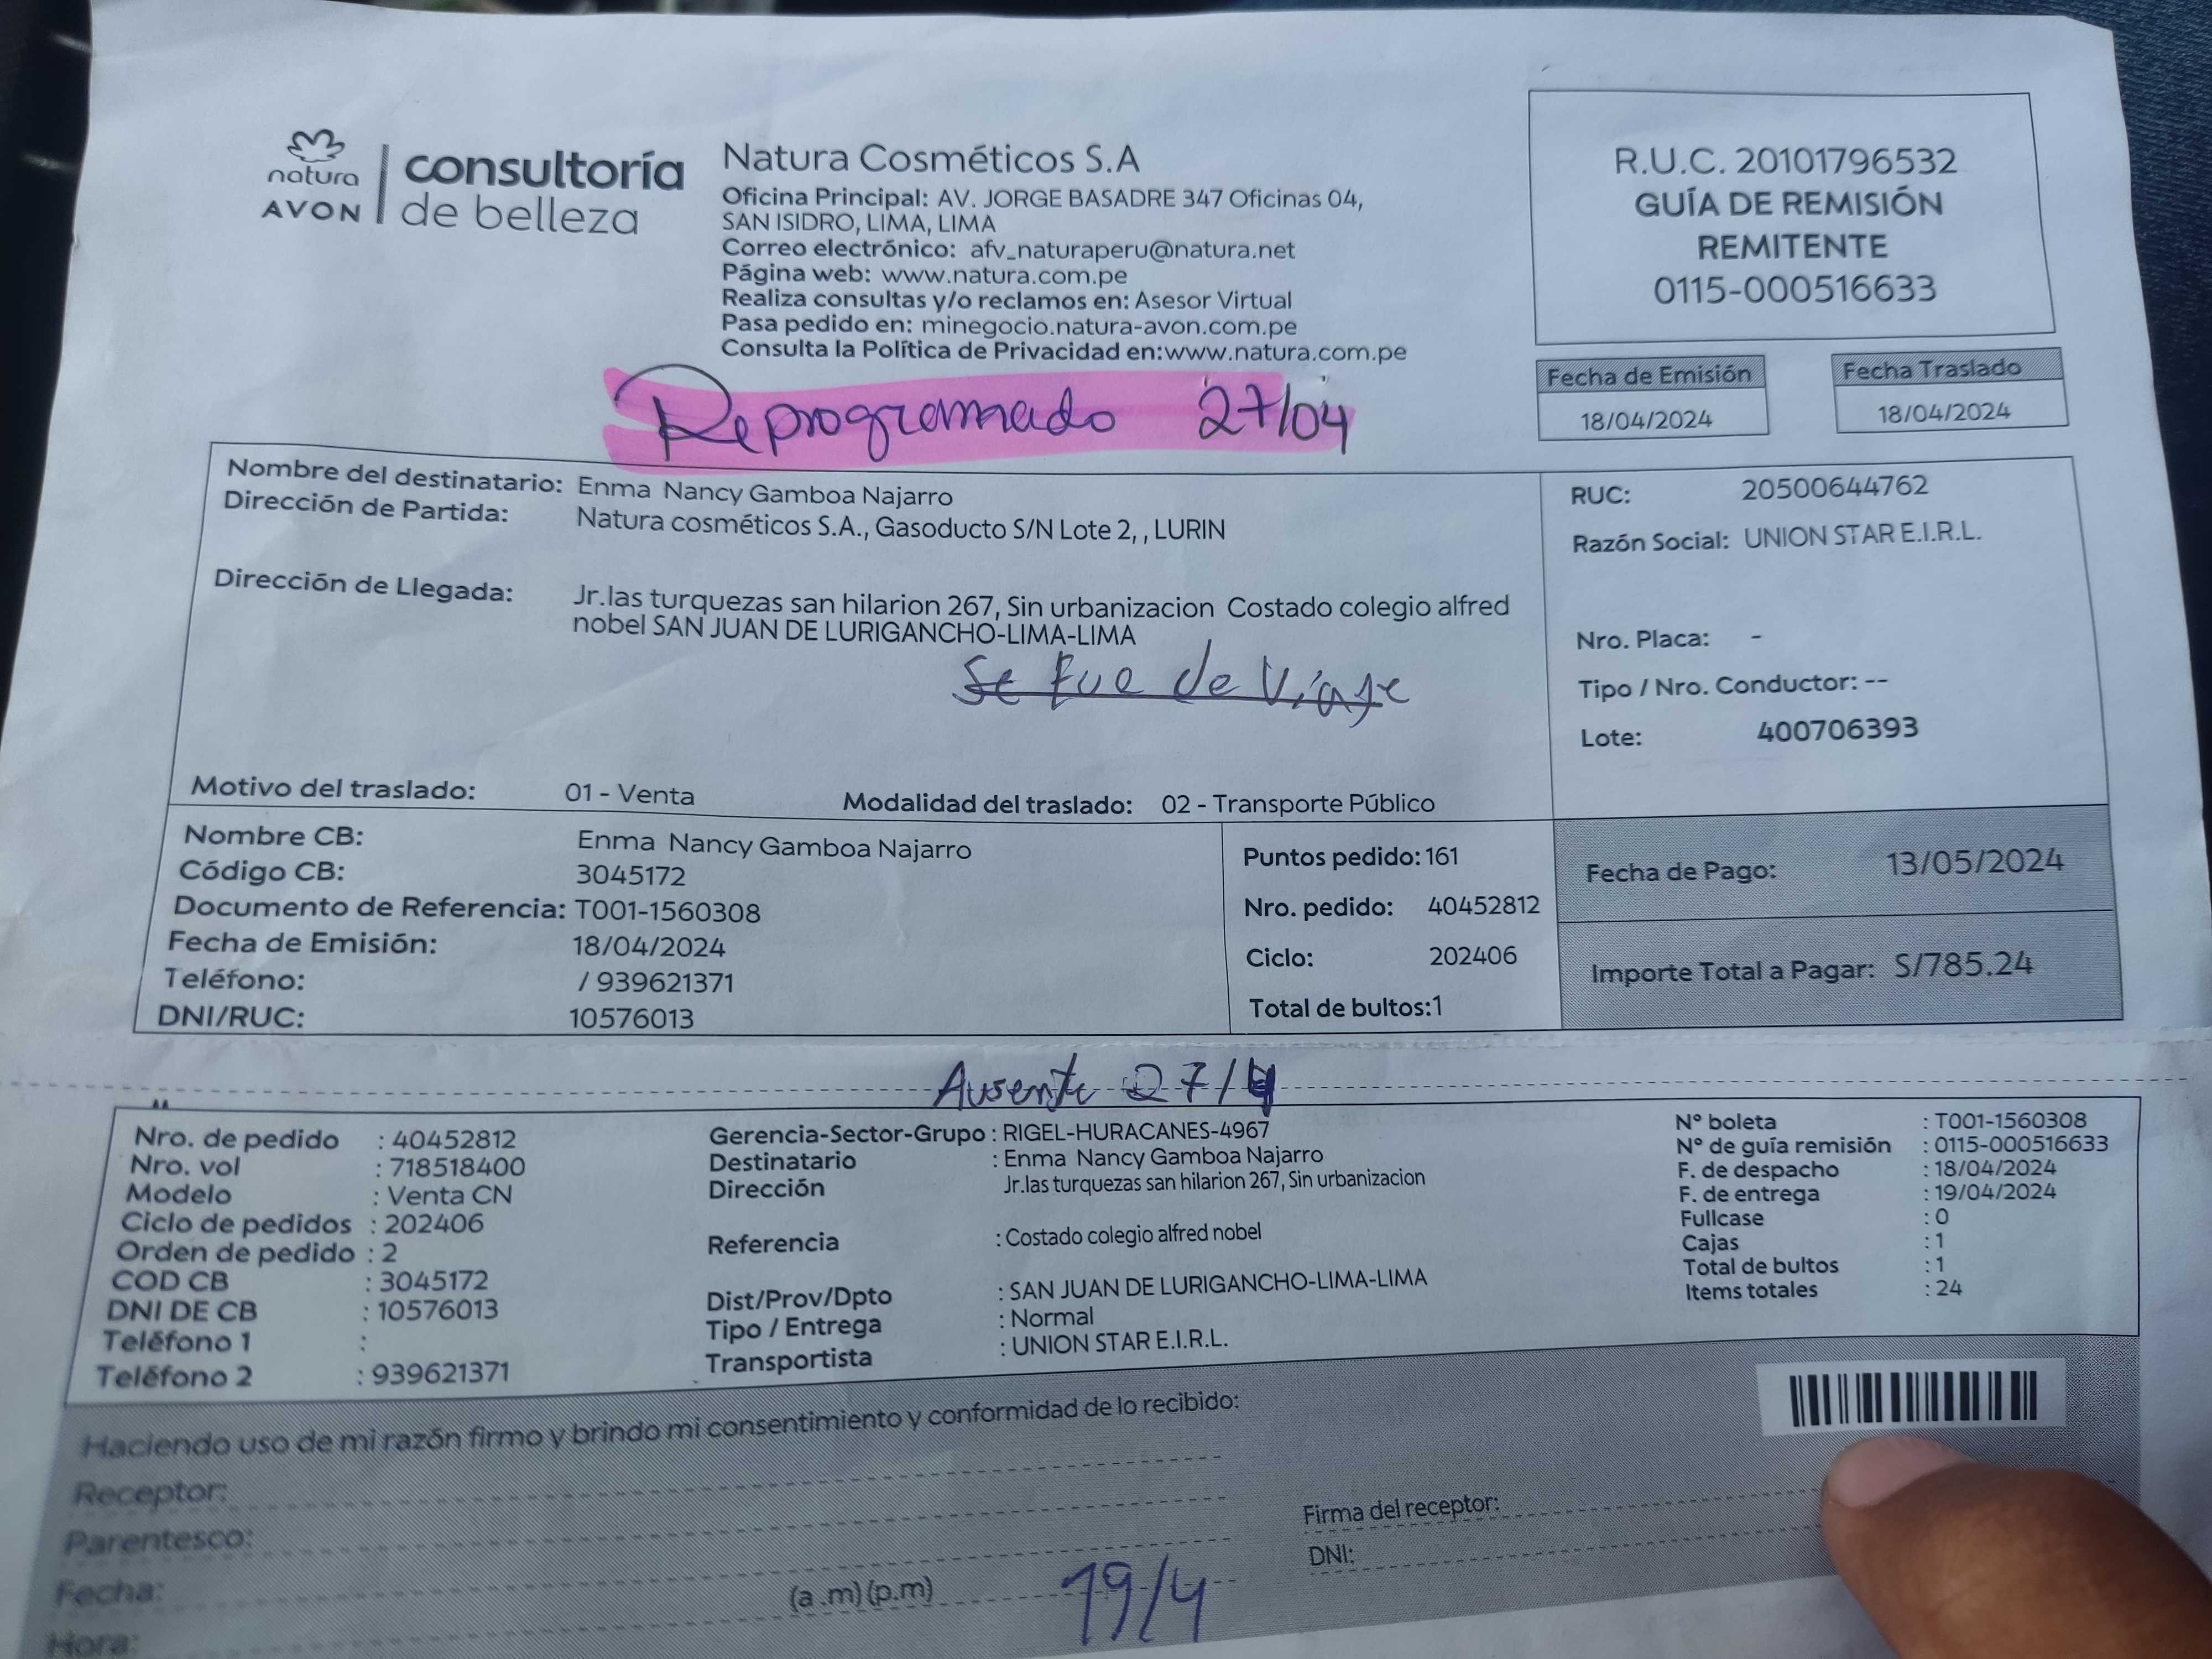 natura
AVON
consultoría
de belleza
Natura Cosméticos S.A
Oficina Principal: AV. JORGE BASADRE 347 Oficinas 04,
SAN ISIDRO, LIMA, LIMA
Correo electrónico: afv_naturaperu@natura.net
Página web: www.natura.com.pe
Realiza consultas y/o reclamos en: Asesor Virtual
Pasa pedido en: minegocio.natura-avon.com.pe
Consulta la Política de Privacidad en:www.natura.com.pe
R.U.C. 20101796532
GUÍA DE REMISIÓN
REMITENTE
0115-000516633
Fecha de Emisión
18/04/2024
Fecha Traslado
18/04/2024
Reprogramado 27/04
Nombre del destinatario: Enma Nancy Gamboa Najarro
Dirección de Partida: Natura cosméticos S.A., Gasoducto S/N Lote 2, , LURIN
Dirección de Llegada: Jr.las turquezas san hilarion 267, Sin urbanizacion Costado colegio alfred
nobel SAN JUAN DE LURIGANCHO-LIMA-LIMA
Se fue de Viaje
Motivo del traslado: 01 - Venta Modalidad del traslado: 02 - Transporte Público
RUC: 20500644762
Razón Social: UNION STAR E.I.R.L.
Nro. Placa: -
Tipo / Nro. Conductor: --
Lote: 400706393
Nombre CB: Enma Nancy Gamboa Najarro
Código CB: 3045172
Documento de Referencia: T001-1560308
Fecha de Emisión: 18/04/2024
Teléfono: / 939621371
DNI/RUC: 10576013
Puntos pedido: 161
Nro. pedido: 40452812
Ciclo: 202406
Total de bultos:1
Fecha de Pago: 13/05/2024
Importe Total a Pagar: S/785.24
Ausente 27/4
Nro. de pedido : 40452812
Nro. vol : 718518400
Modelo : Venta CN
Ciclo de pedidos : 202406
Orden de pedido : 2
COD CB : 3045172
DNI DE CB : 10576013
Teléfono 1 :
Teléfono 2 : 939621371
Gerencia-Sector-Grupo : RIGEL-HURACANES-4967
Destinatario : Enma Nancy Gamboa Najarro
Dirección Jr.las turquezas san hilarion 267, Sin urbanizacion
Referencia : Costado colegio alfred nobel
Dist/Prov/Dpto : SAN JUAN DE LURIGANCHO-LIMA-LIMA
Tipo / Entrega : Normal
Transportista : UNION STAR E.I.R.L.
N° boleta : T001-1560308
N° de guía remisión : 0115-000516633
F. de despacho : 18/04/2024
F. de entrega : 19/04/2024
Fullcase : 0
Cajas : 1
Total de bultos : 1
Items totales : 24
Haciendo uso de mi razón firmo y brindo mi consentimiento y conformidad de lo recibido:
Receptor:
Parentesco:
Fecha:
(a .m) (p.m)
Hora:
Firma del receptor:
DNI:
19/4